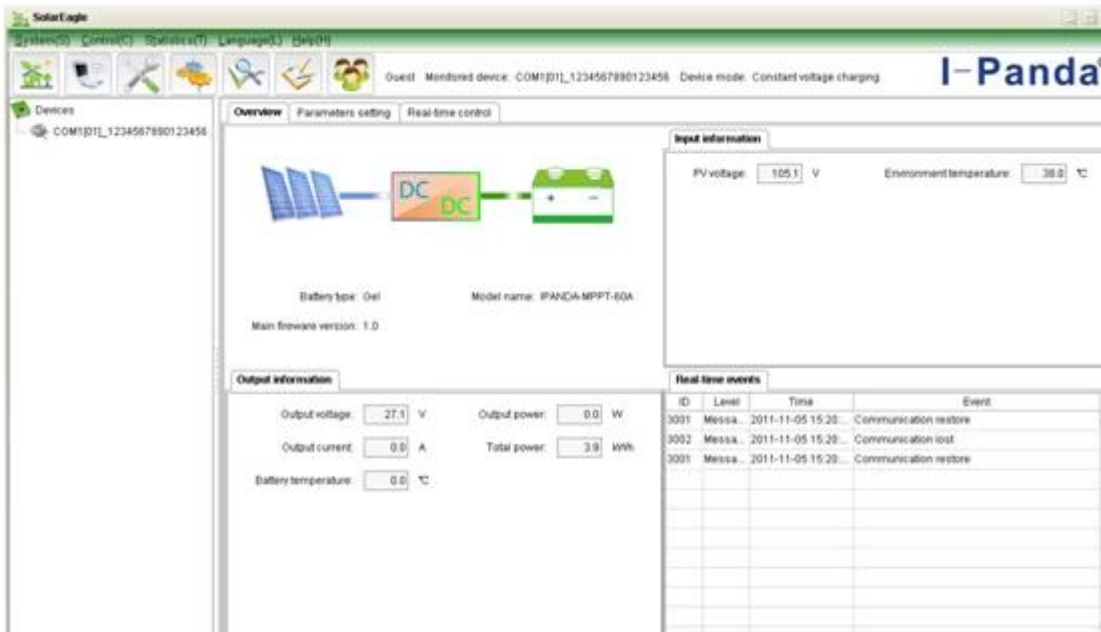 SolarEagle
System(S) Control(C) Statistics(T) Language(L) Help(H)
Guest Monitored device: COM1[01]_1234567890123456 Device mode: Constant voltage charging
I-Panda
Devices
COM1[01]_1234567890123456
Overview Parameters setting Real-time control
DC
DC
Battery type: Gel Model name: IPANDA-MPPT-60A
Main fireware version: 1.0
Input information
PV voltage: 105.1 V Environment temperature: 38.0 ℃
Output information
Output voltage: 27.1 V Output power: 0.0 W
Output current: 0.0 A Total power: 3.9 kWh
Battery temperature: 0.0 ℃
Real-time events
ID Level Time Event
3001 Messa... 2011-11-05 15:20:... Communication restore
3002 Messa... 2011-11-05 15:20:... Communication lost
3001 Messa... 2011-11-05 15:20:... Communication restore